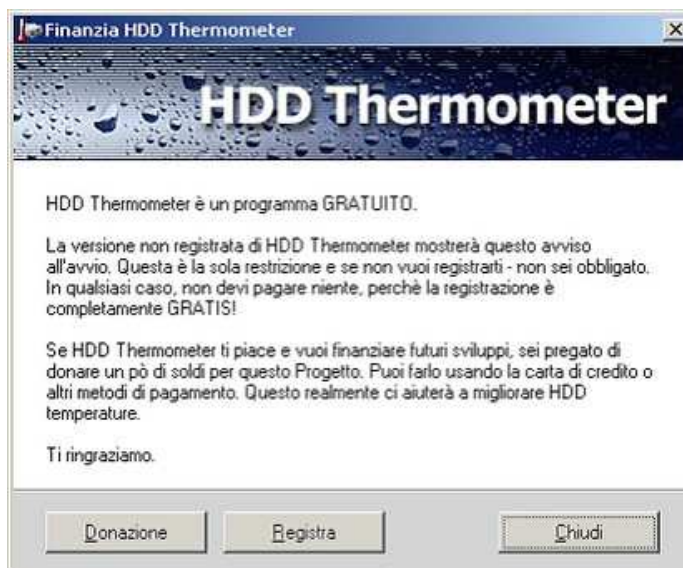 Finanzia HDD Thermometer
HDD Thermometer
HDD Thermometer è un programma GRATUITO.
La versione non registrata di HDD Thermometer mostrerà questo avviso
all'avvio. Questa è la sola restrizione e se non vuoi registrarti - non sei obbligato.
In qualsiasi caso, non devi pagare niente, perchè la registrazione è
completamente GRATIS!
Se HDD Thermometer ti piace e vuoi finanziare futuri sviluppi, sei pregato di
donare un pò di soldi per questo Progetto. Puoi farlo usando la carta di credito o
altri metodi di pagamento. Questo realmente ci aiuterà a migliorare HDD
temperature.
Ti ringraziamo.
Donazione Registra Chiudi